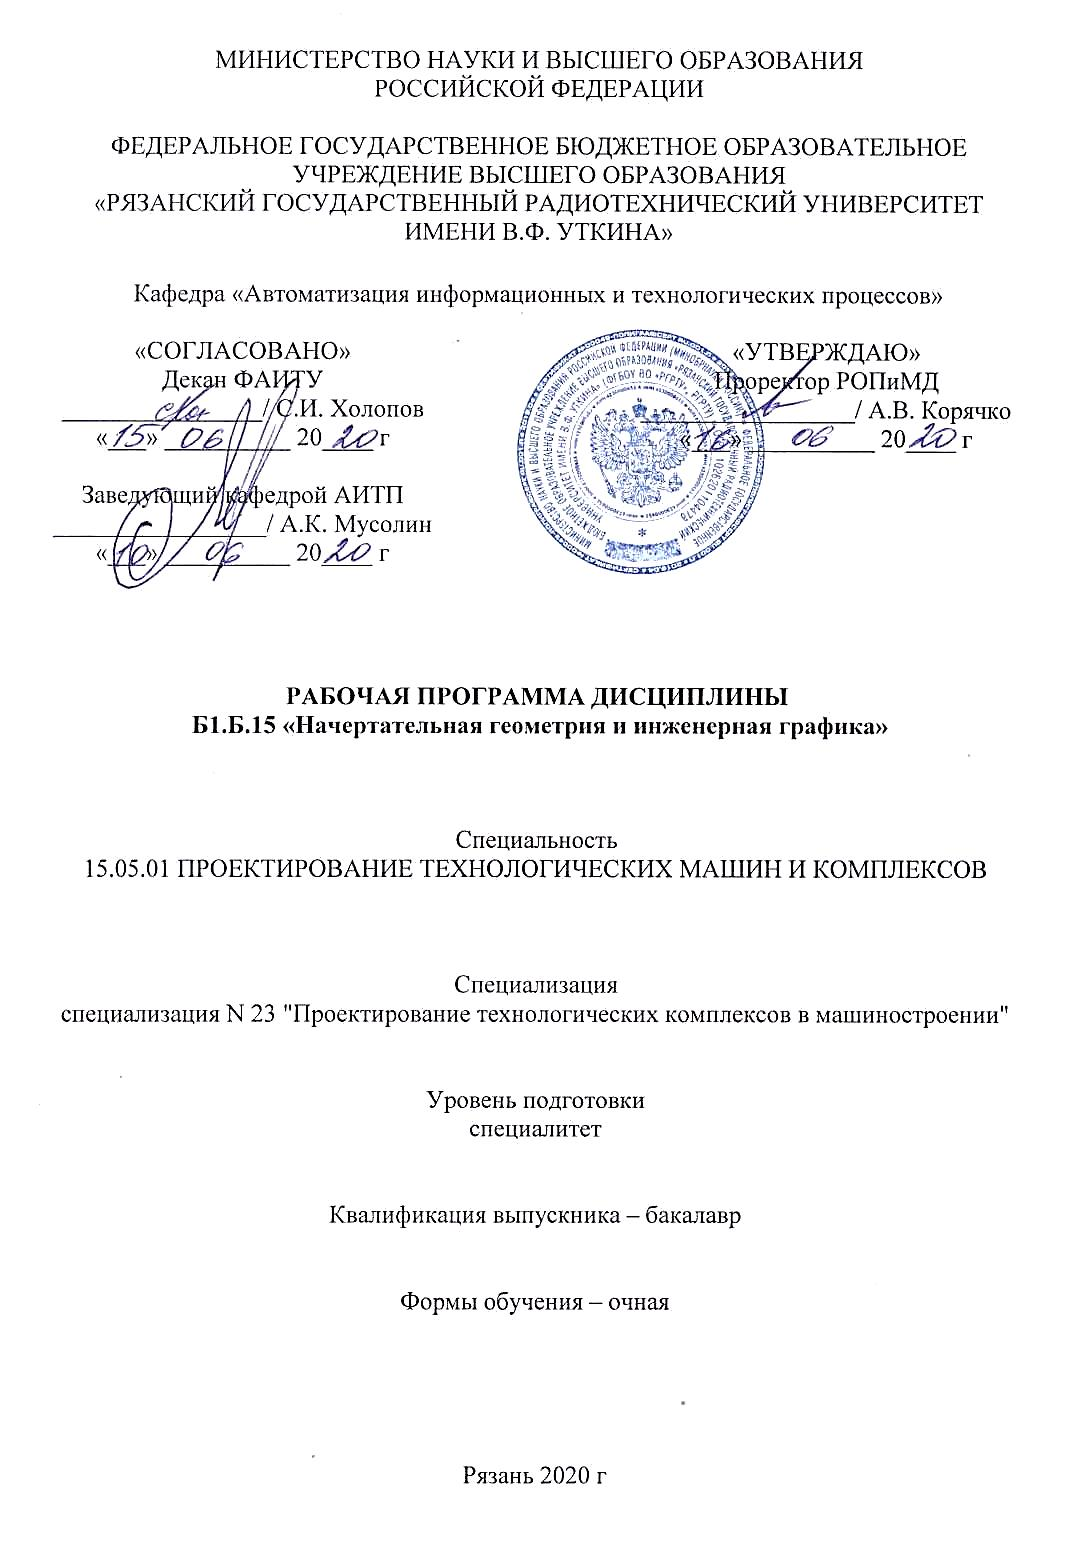 МИНИСТЕРСТВО НАУКИ И ВЫСШЕГО ОБРАЗОВАНИЯ
РОССИЙСКОЙ ФЕДЕРАЦИИ
ФЕДЕРАЛЬНОЕ ГОСУДАРСТВЕННОЕ БЮДЖЕТНОЕ ОБРАЗОВАТЕЛЬНОЕ
УЧРЕЖДЕНИЕ ВЫСШЕГО ОБРАЗОВАНИЯ
«РЯЗАНСКИЙ ГОСУДАРСТВЕННЫЙ РАДИОТЕХНИЧЕСКИЙ УНИВЕРСИТЕТ
ИМЕНИ В.Ф. УТКИНА»
Кафедра «Автоматизация информационных и технологических процессов»
«СОГЛАСОВАНО»
Декан ФАИТУ
/ С.И. Холопов
«15» 06 2020 г
Заведующий кафедрой АИТП
/ А.К. Мусолин
«10» 06 2020 г
«УТВЕРЖДАЮ»
Проректор РОПиМД
/ А.В. Корячко
«16» 06 2020 г
РАБОЧАЯ ПРОГРАММА ДИСЦИПЛИНЫ
Б1.Б.15 «Начертательная геометрия и инженерная графика»
Специальность
15.05.01 ПРОЕКТИРОВАНИЕ ТЕХНОЛОГИЧЕСКИХ МАШИН И КОМПЛЕКСОВ
Специализация
специализация N 23 "Проектирование технологических комплексов в машиностроении"
Уровень подготовки
специалитет
Квалификация выпускника – бакалавр
Формы обучения – очная
Рязань 2020 г